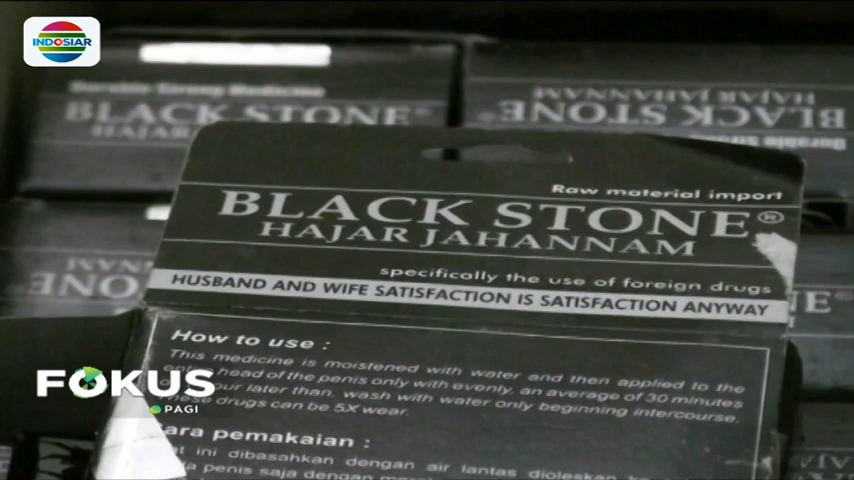 INDOSIAR
Durable Strong Medicine
BLACK STONE
HAJAR
BLACK STONE
HAJAR JAHANNAM
Raw material import
BLACK STONE®
HAJAR JAHANNAM
specifically the use of foreign drugs
HUSBAND AND WIFE SATISFACTION IS SATISFACTION ANYWAY
How to use :
This medicine is moistened with water and then applied to the
head of the penis only with evenly, an average of 30 minutes
our later than, wash with water only beginning intercourse.
drugs can be 5X wear.
ara pemakaian :
ini dibasahkan dengan air lantas dioleskan
penis saja dengan
FOKUS
PAGI